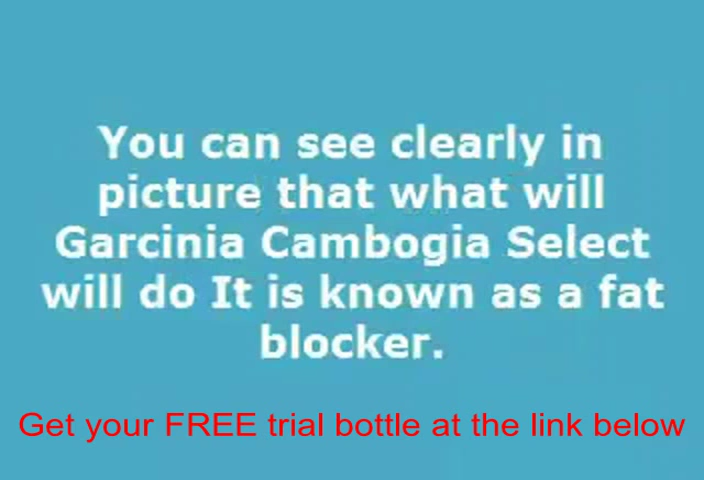 You can see clearly in
picture that what will
Garcinia Cambogia Select
will do It is known as a fat
blocker.
Get your FREE trial bottle at the link below